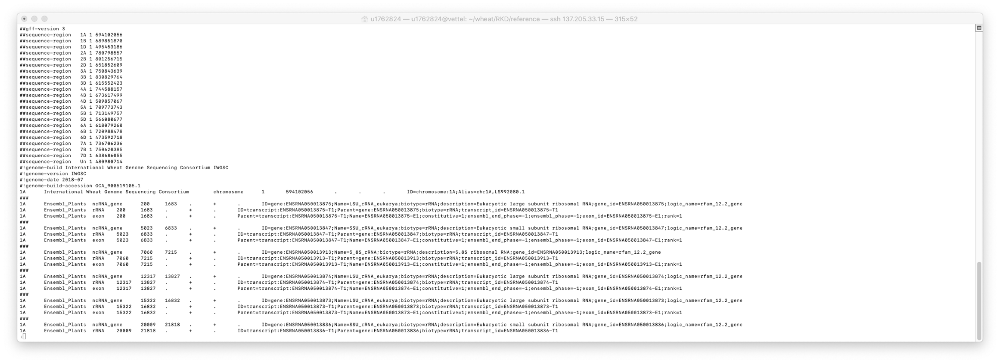 u1762824 — u1762824@vettel: ~/wheat/RKD/reference — ssh 137.205.33.15 — 315×52
##gff-version 3
##sequence-region   1A 1 594102056
##sequence-region   1B 1 689851870
##sequence-region   1D 1 495453186
##sequence-region   2A 1 780798557
##sequence-region   2B 1 801256715
##sequence-region   2D 1 651852609
##sequence-region   3A 1 750843639
##sequence-region   3B 1 830829764
##sequence-region   3D 1 615552423
##sequence-region   4A 1 744588157
##sequence-region   4B 1 673617499
##sequence-region   4D 1 509857067
##sequence-region   5A 1 709773743
##sequence-region   5B 1 713149757
##sequence-region   5D 1 566080677
##sequence-region   6A 1 618079260
##sequence-region   6B 1 720988478
##sequence-region   6D 1 473592718
##sequence-region   7A 1 736706236
##sequence-region   7B 1 750620385
##sequence-region   7D 1 638686055
##sequence-region   Un 1 480980714
#!genome-build International Wheat Genome Sequencing Consortium IWGSC
#!genome-version IWGSC
#!genome-date 2018-07
#!genome-build-accession GCA_900519105.1
1A	International Wheat Genome Sequencing Consortium	chromosome	1	594102056	.	.	.	ID=chromosome:1A;Alias=chr1A,LS992080.1
###
1A	Ensembl_Plants	ncRNA_gene	200	1683	.	+	.	ID=gene:ENSRNA050013875;Name=LSU_rRNA_eukarya;biotype=rRNA;description=Eukaryotic large subunit ribosomal RNA;gene_id=ENSRNA050013875;logic_name=rfam_12.2_gene
1A	Ensembl_Plants	rRNA	200	1683	.	+	.	ID=transcript:ENSRNA050013875-T1;Parent=gene:ENSRNA050013875;biotype=rRNA;transcript_id=ENSRNA050013875-T1
1A	Ensembl_Plants	exon	200	1683	.	+	.	Parent=transcript:ENSRNA050013875-T1;Name=ENSRNA050013875-E1;constitutive=1;ensembl_end_phase=-1;ensembl_phase=-1;exon_id=ENSRNA050013875-E1;rank=1
###
1A	Ensembl_Plants	ncRNA_gene	5023	6833	.	+	.	ID=gene:ENSRNA050013847;Name=SSU_rRNA_eukarya;biotype=rRNA;description=Eukaryotic small subunit ribosomal RNA;gene_id=ENSRNA050013847;logic_name=rfam_12.2_gene
1A	Ensembl_Plants	rRNA	5023	6833	.	+	.	ID=transcript:ENSRNA050013847-T1;Parent=gene:ENSRNA050013847;biotype=rRNA;transcript_id=ENSRNA050013847-T1
1A	Ensembl_Plants	exon	5023	6833	.	+	.	Parent=transcript:ENSRNA050013847-T1;Name=ENSRNA050013847-E1;constitutive=1;ensembl_end_phase=-1;ensembl_phase=-1;exon_id=ENSRNA050013847-E1;rank=1
###
1A	Ensembl_Plants	ncRNA_gene	7060	7215	.	+	.	ID=gene:ENSRNA050013913;Name=5_8S_rRNA;biotype=rRNA;description=5.8S ribosomal RNA;gene_id=ENSRNA050013913;logic_name=rfam_12.2_gene
1A	Ensembl_Plants	rRNA	7060	7215	.	+	.	ID=transcript:ENSRNA050013913-T1;Parent=gene:ENSRNA050013913;biotype=rRNA;transcript_id=ENSRNA050013913-T1
1A	Ensembl_Plants	exon	7060	7215	.	+	.	Parent=transcript:ENSRNA050013913-T1;Name=ENSRNA050013913-E1;constitutive=1;ensembl_end_phase=-1;ensembl_phase=-1;exon_id=ENSRNA050013913-E1;rank=1
###
1A	Ensembl_Plants	ncRNA_gene	12317	13827	.	+	.	ID=gene:ENSRNA050013874;Name=LSU_rRNA_eukarya;biotype=rRNA;description=Eukaryotic large subunit ribosomal RNA;gene_id=ENSRNA050013874;logic_name=rfam_12.2_gene
1A	Ensembl_Plants	rRNA	12317	13827	.	+	.	ID=transcript:ENSRNA050013874-T1;Parent=gene:ENSRNA050013874;biotype=rRNA;transcript_id=ENSRNA050013874-T1
1A	Ensembl_Plants	exon	12317	13827	.	+	.	Parent=transcript:ENSRNA050013874-T1;Name=ENSRNA050013874-E1;constitutive=1;ensembl_end_phase=-1;ensembl_phase=-1;exon_id=ENSRNA050013874-E1;rank=1
###
1A	Ensembl_Plants	ncRNA_gene	15322	16832	.	+	.	ID=gene:ENSRNA050013873;Name=LSU_rRNA_eukarya;biotype=rRNA;description=Eukaryotic large subunit ribosomal RNA;gene_id=ENSRNA050013873;logic_name=rfam_12.2_gene
1A	Ensembl_Plants	rRNA	15322	16832	.	+	.	ID=transcript:ENSRNA050013873-T1;Parent=gene:ENSRNA050013873;biotype=rRNA;transcript_id=ENSRNA050013873-T1
1A	Ensembl_Plants	exon	15322	16832	.	+	.	Parent=transcript:ENSRNA050013873-T1;Name=ENSRNA050013873-E1;constitutive=1;ensembl_end_phase=-1;ensembl_phase=-1;exon_id=ENSRNA050013873-E1;rank=1
###
1A	Ensembl_Plants	ncRNA_gene	20009	21818	.	+	.	ID=gene:ENSRNA050013836;Name=SSU_rRNA_eukarya;biotype=rRNA;description=Eukaryotic small subunit ribosomal RNA;gene_id=ENSRNA050013836;logic_name=rfam_12.2_gene
1A	Ensembl_Plants	rRNA	20009	21818	.	+	.	ID=transcript:ENSRNA050013836-T1;Parent=gene:ENSRNA050013836;biotype=rRNA;transcript_id=ENSRNA050013836-T1
: